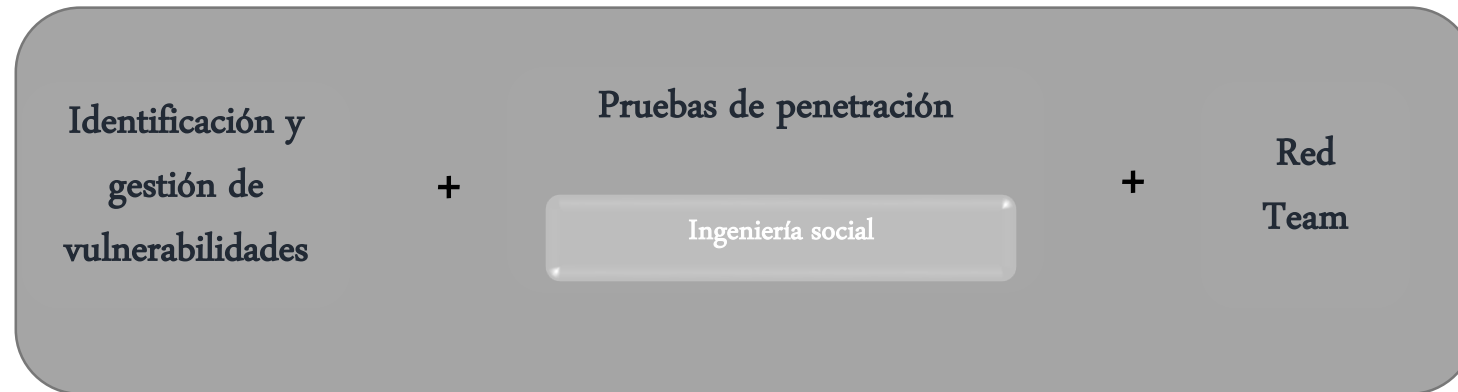 Identificación y
gestión de
vulnerabilidades
+
Pruebas de penetración
Ingeniería social
+
Red
Team